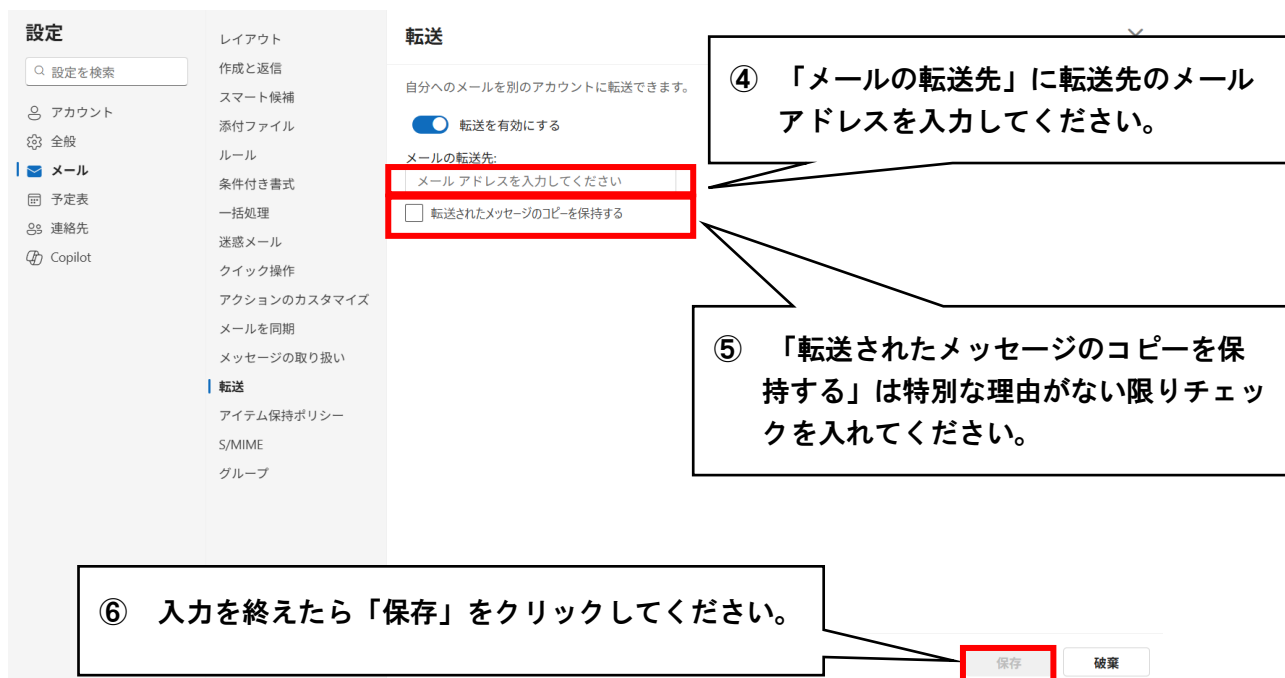 設定
設定を検索
アカウント
全般
メール
予定表
連絡先
Copilot
レイアウト
作成と返信
スマート候補
添付ファイル
ルール
条件付き書式
一括処理
迷惑メール
クイック操作
アクションのカスタマイズ
メールを同期
メッセージの取り扱い
転送
アイテム保持ポリシー
S/MIME
グループ
転送
自分へのメールを別のアカウントに転送できます。
転送を有効にする
メールの転送先:
メール アドレスを入力してください
転送されたメッセージのコピーを保持する
④ 「メールの転送先」に転送先のメール
アドレスを入力してください。
⑤ 「転送されたメッセージのコピーを保
持する」は特別な理由がない限りチェッ
クを入れてください。
⑥ 入力を終えたら「保存」をクリックしてください。
保存
破棄